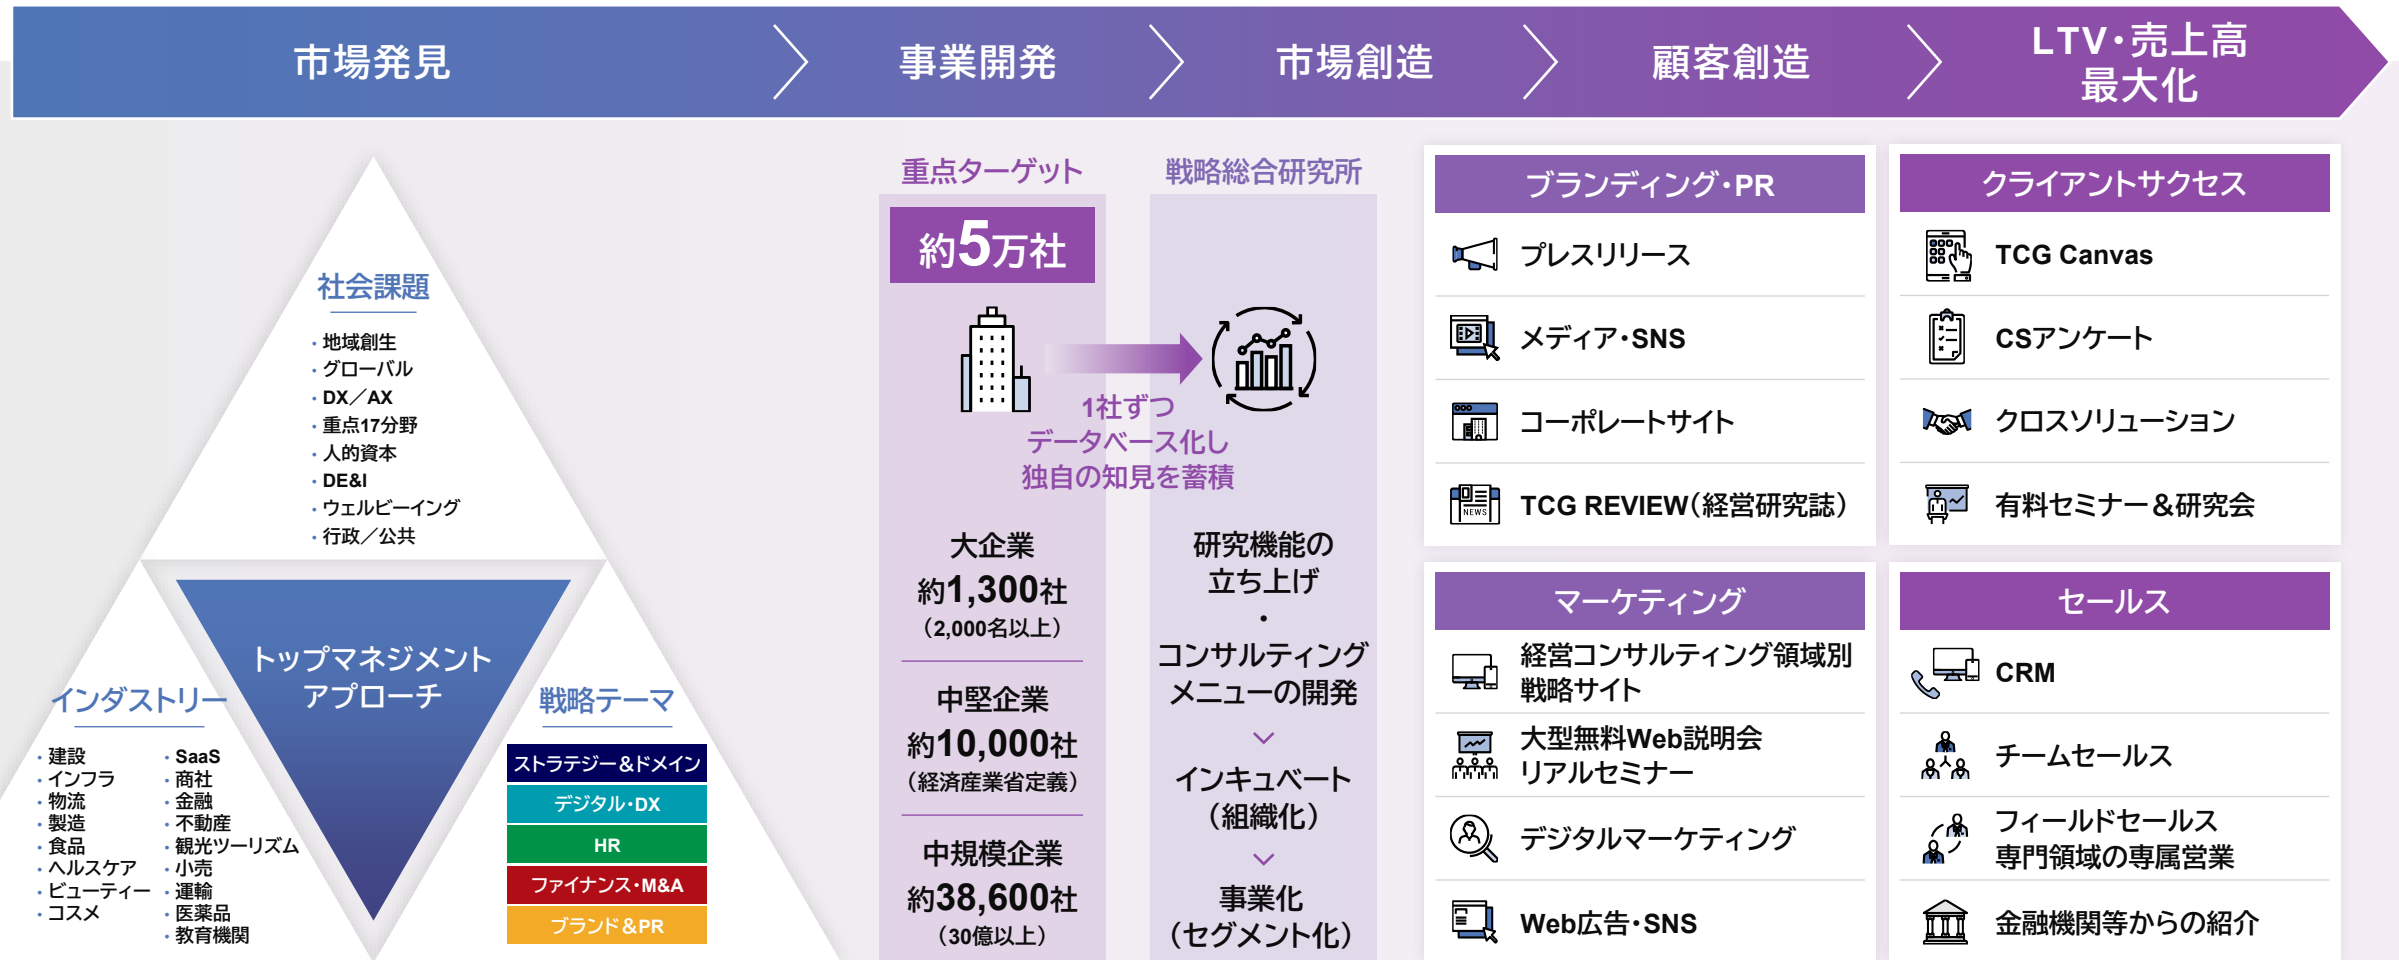 市場発見
事業開発
市場創造
顧客創造
LTV・売上高
最大化
社会課題
・地域創生
・グローバル
・DX／AX
・重点17分野
・人的資本
・DE&I
・ウェルビーイング
・行政／公共
トップマネジメント
アプローチ
インダストリー
・建設
・インフラ
・物流
・製造
・食品
・ヘルスケア
・ビューティー
・コスメ
・SaaS
・商社
・金融
・不動産
・観光ツーリズム
・小売
・運輸
・医薬品
・教育機関
戦略テーマ
ストラテジー＆ドメイン
デジタル・DX
HR
ファイナンス・M&A
ブランド＆PR
重点ターゲット
約5万社
1社ずつ
データベース化し
独自の知見を蓄積
大企業
約1,300社
（2,000名以上）
中堅企業
約10,000社
（経済産業省定義）
中規模企業
約38,600社
（30億以上）
戦略総合研究所
研究機能の
立ち上げ
・
コンサルティング
メニューの開発
インキュベート
（組織化）
事業化
（セグメント化）
ブランディング・PR
プレスリリース
メディア・SNS
コーポレートサイト
NEWS
TCG REVIEW（経営研究誌）
マーケティング
経営コンサルティング領域別
戦略サイト
大型無料Web説明会
リアルセミナー
デジタルマーケティング
Web広告・SNS
クライアントサクセス
TCG Canvas
CSアンケート
クロスソリューション
有料セミナー＆研究会
セールス
CRM
チームセールス
フィールドセールス
専門領域の専属営業
金融機関等からの紹介